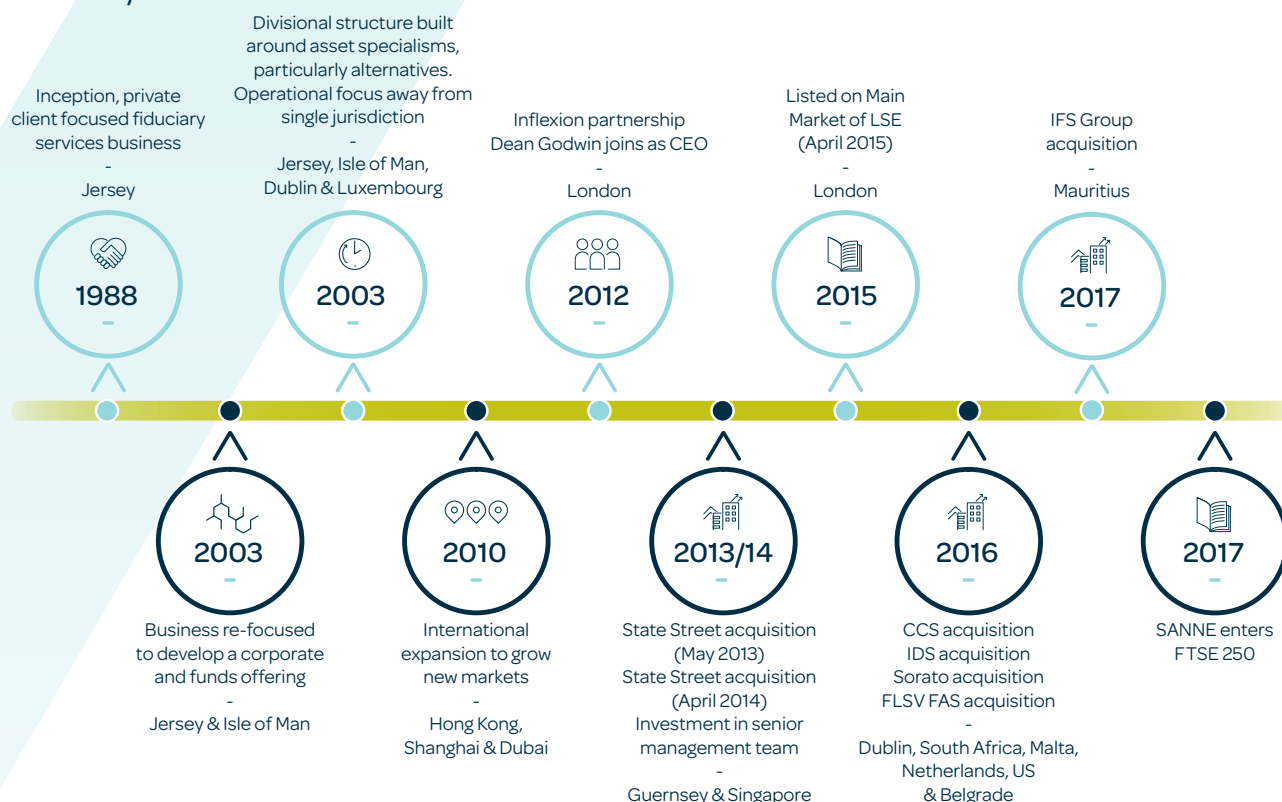 Inception, private
client focused fiduciary
services business
-
Jersey
1988
Divisional structure built
around asset specialisms,
particularly alternatives.
Operational focus away from
single jurisdiction
-
Jersey, Isle of Man,
Dublin & Luxembourg
2003
Inflexion partnership
Dean Godwin joins as CEO
-
London
2012
Listed on Main
Market of LSE
(April 2015)
-
London
2015
IFS Group
acquisition
-
Mauritius
2017
2003
Business re-focused
to develop a corporate
and funds offering
-
Jersey & Isle of Man
2010
International
expansion to grow
new markets
-
Hong Kong,
Shanghai & Dubai
2013/14
State Street acquisition
(May 2013)
State Street acquisition
(April 2014)
Investment in senior
management team
-
Guernsey & Singapore
2016
CCS acquisition
IDS acquisition
Sorato acquisition
FLSV FAS acquisition
-
Dublin, South Africa, Malta,
Netherlands, US
& Belgrade
2017
SANNE enters
FTSE 250